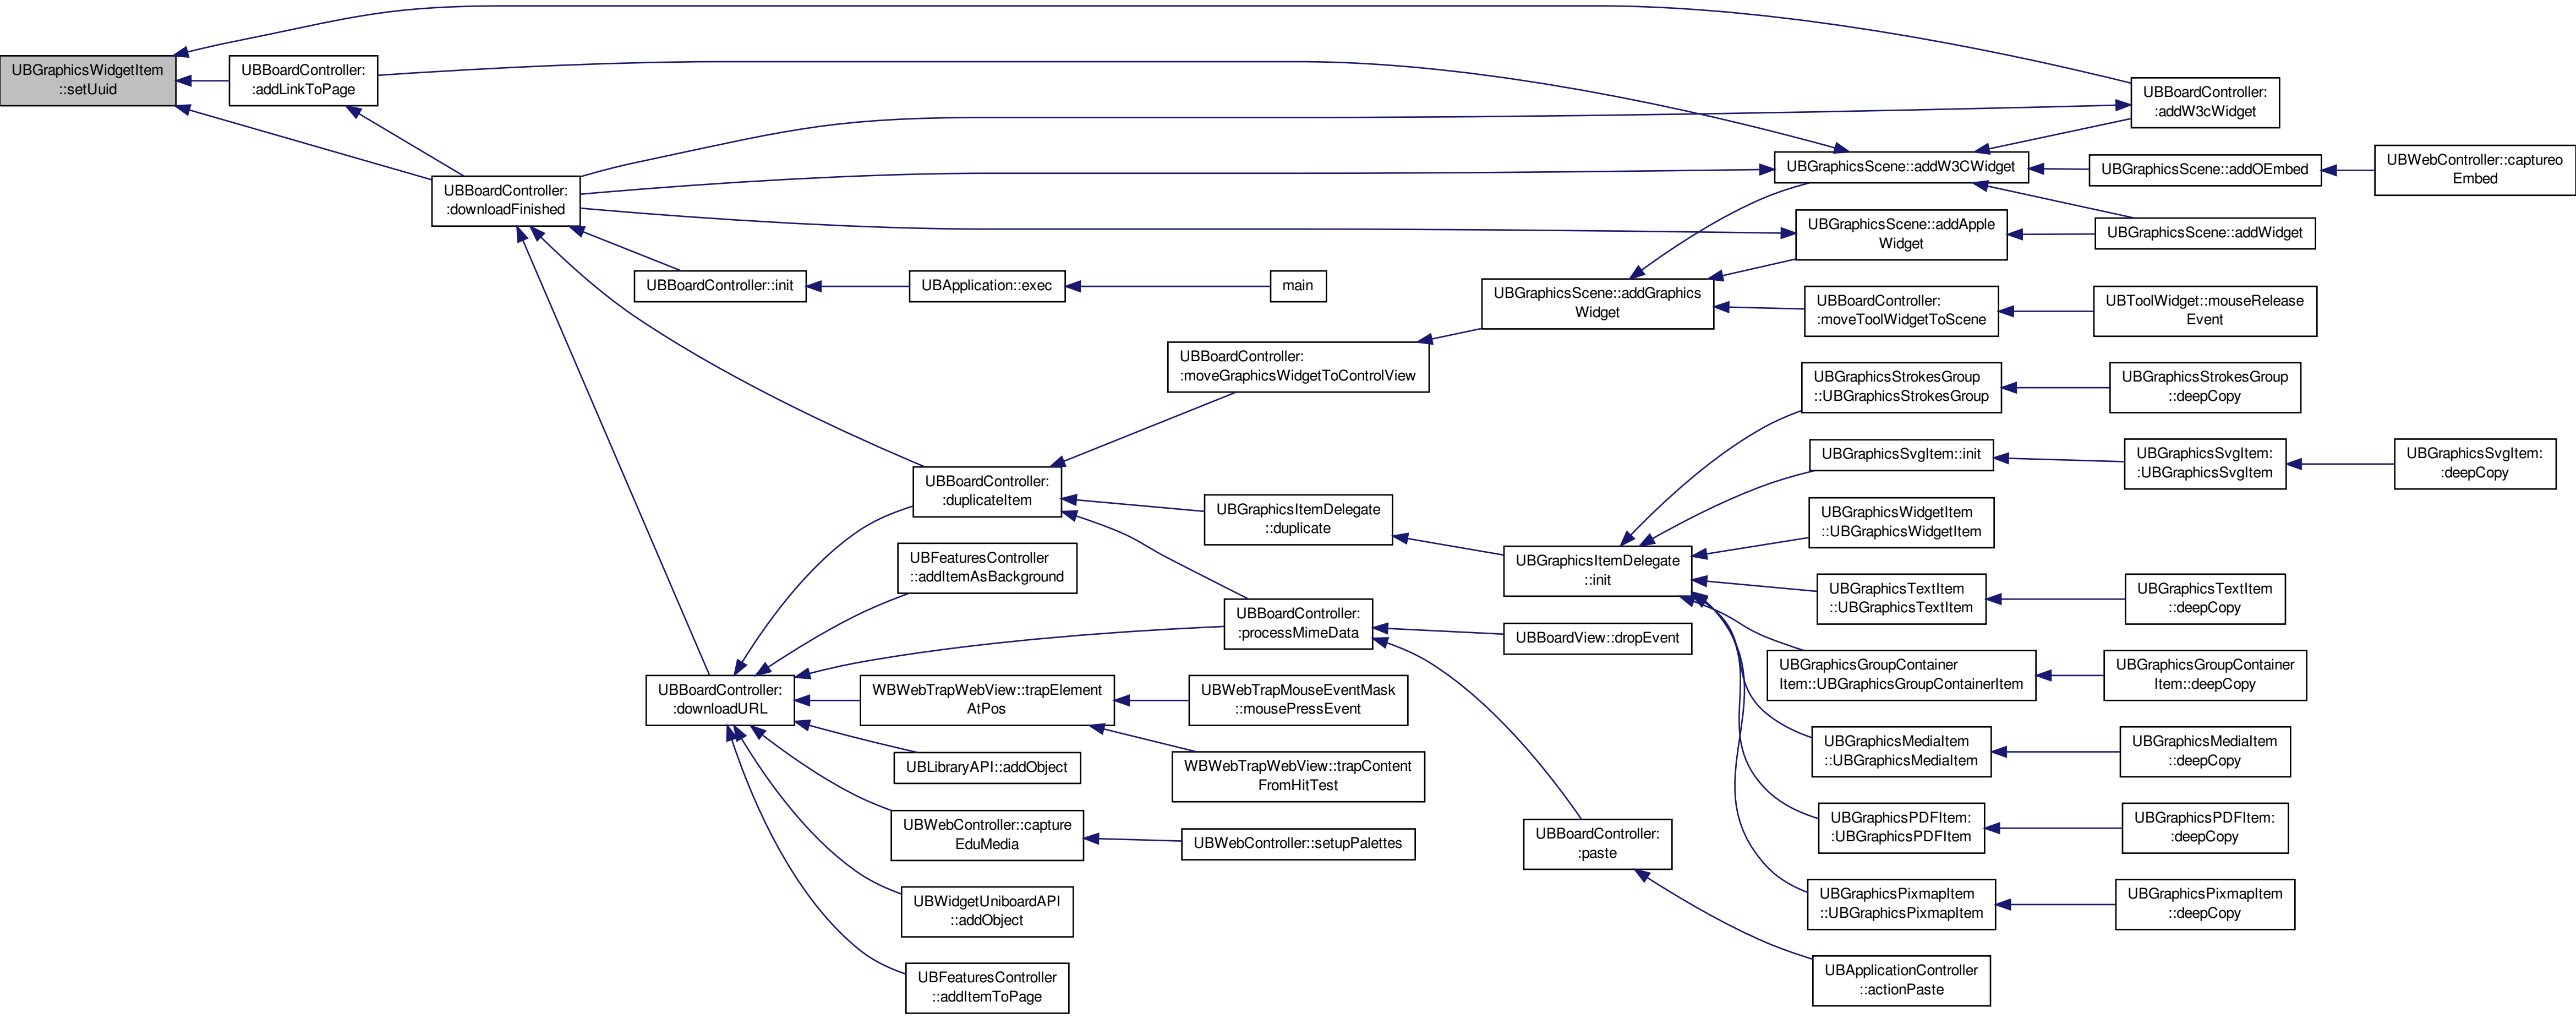 UBGraphicsWidgetItem
::setUuid
UBBoardController:
:addLinkToPage
UBBoardController:
:downloadFinished
UBBoardController:
:addW3cWidget
UBGraphicsScene::addW3CWidget
UBGraphicsScene::addOEmbed
UBWebController::captureo
Embed
UBGraphicsScene::addApple
Widget
UBGraphicsScene::addWidget
UBBoardController::init
UBApplication::exec
main
UBGraphicsScene::addGraphics
Widget
UBBoardController:
:moveToolWidgetToScene
UBToolWidget::mouseRelease
Event
UBBoardController:
:moveGraphicsWidgetToControlView
UBGraphicsStrokesGroup
::UBGraphicsStrokesGroup
UBGraphicsStrokesGroup
::deepCopy
UBGraphicsSvgItem::init
UBGraphicsSvgItem:
:UBGraphicsSvgItem
UBGraphicsSvgItem:
:deepCopy
UBBoardController:
:duplicateItem
UBGraphicsItemDelegate
::duplicate
UBGraphicsWidgetItem
::UBGraphicsWidgetItem
UBFeaturesController
::addItemAsBackground
UBGraphicsItemDelegate
::init
UBGraphicsTextItem
::UBGraphicsTextItem
UBGraphicsTextItem
::deepCopy
UBBoardController:
:processMimeData
UBBoardView::dropEvent
UBGraphicsGroupContainer
Item::UBGraphicsGroupContainerItem
UBGraphicsGroupContainer
Item::deepCopy
UBBoardController:
:downloadURL
WBWebTrapWebView::trapElement
AtPos
UBWebTrapMouseEventMask
::mousePressEvent
UBGraphicsMediaItem
::UBGraphicsMediaItem
UBGraphicsMediaItem
::deepCopy
UBLibraryAPI::addObject
WBWebTrapWebView::trapContent
FromHitTest
UBGraphicsPDFItem:
:UBGraphicsPDFItem
UBGraphicsPDFItem:
:deepCopy
UBWebController::capture
EduMedia
UBWebController::setupPalettes
UBBoardController:
:paste
UBGraphicsPixmapItem
::UBGraphicsPixmapItem
UBGraphicsPixmapItem
::deepCopy
UBWidgetUniboardAPI
::addObject
UBFeaturesController
::addItemToPage
UBApplicationController
::actionPaste